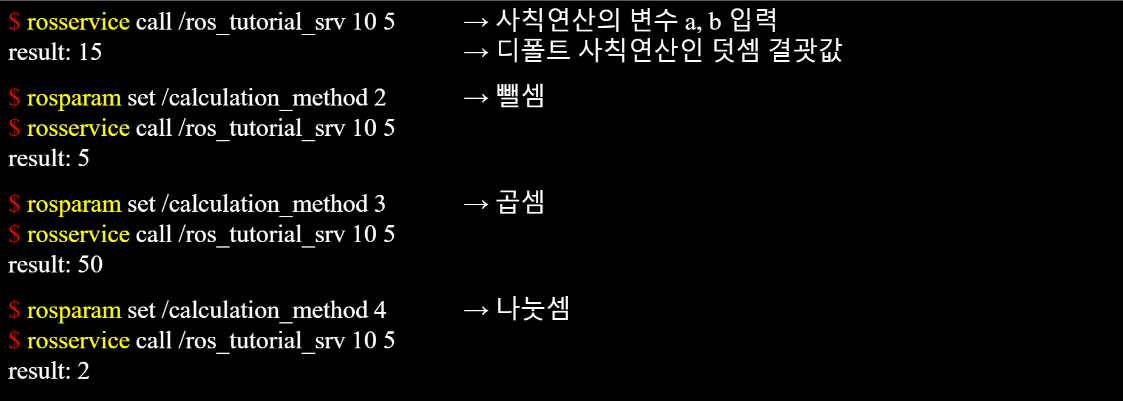 $ rosservice call /ros_tutorial_srv 10 5 → 사칙연산의 변수 a, b 입력
result: 15 → 디폴트 사칙연산인 덧셈 결괏값
$ rosparam set /calculation_method 2 → 뺄셈
$ rosservice call /ros_tutorial_srv 10 5
result: 5
$ rosparam set /calculation_method 3 → 곱셈
$ rosservice call /ros_tutorial_srv 10 5
result: 50
$ rosparam set /calculation_method 4 → 나눗셈
$ rosservice call /ros_tutorial_srv 10 5
result: 2